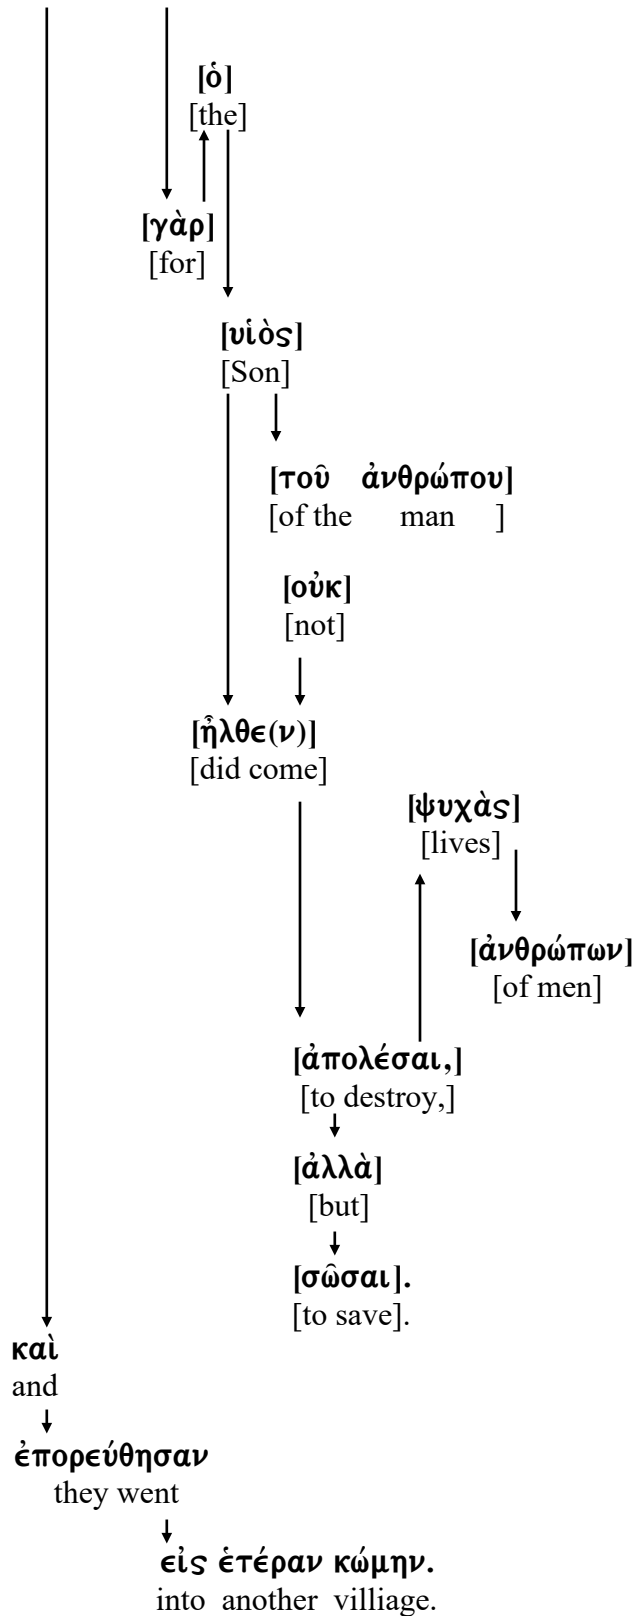 [ὁ]
[the]
[γὰρ]
[for]
[υἱὸς]
[Son]
[τοῦ ἀνθρώπου]
[of the man ]
[οὐκ]
[not]
[ἦλθε(ν)]
[did come]
[ψυχὰς]
[lives]
[ἀνθρώπων]
[of men]
[ἀπολέσαι,]
[to destroy,]
[ἀλλὰ]
[but]
[σῶσαι].
[to save].
καὶ
and
ἐπορεύθησαν
they went
εἰς ἑτέραν κώμην.
into another villiage.